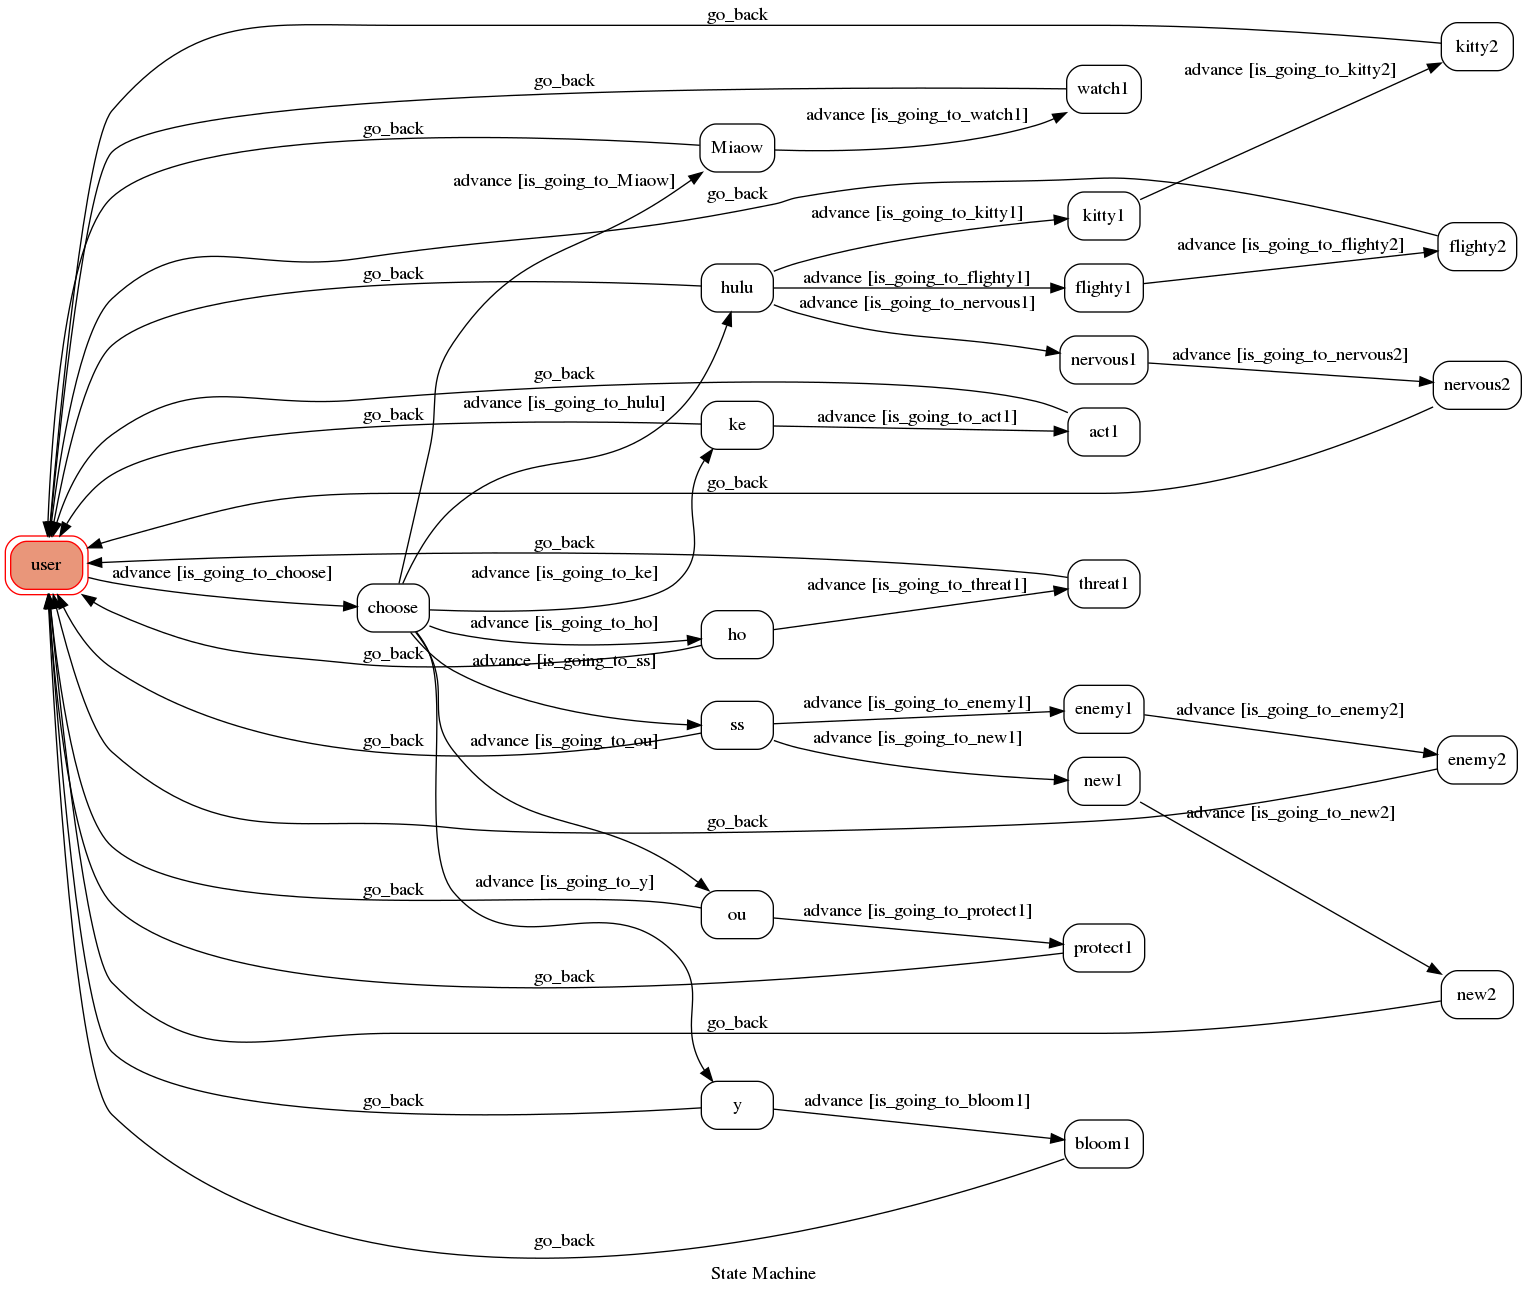 go_back
kitty2
advance [is_going_to_kitty2]
go_back
watch1
advance [is_going_to_watch1]
go_back
Miaow
advance [is_going_to_Miaow]
go_back
advance [is_going_to_kitty1]
kitty1
advance [is_going_to_flighty2]
flighty2
go_back
advance [is_going_to_flighty1]
hulu
flighty1
advance [is_going_to_nervous1]
nervous1
advance [is_going_to_nervous2]
nervous2
go_back
advance [is_going_to_hulu]
go_back
ke
advance [is_going_to_act1]
act1
go_back
go_back
user
advance [is_going_to_choose]
advance [is_going_to_ke]
advance [is_going_to_threat1]
threat1
choose
advance [is_going_to_ho]
ho
go_back
advance [is_going_to_ss]
advance [is_going_to_enemy1]
enemy1
advance [is_going_to_enemy2]
ss
go_back
advance [is_going_to_ou]
advance [is_going_to_new1]
enemy2
new1
advance [is_going_to_new2]
go_back
go_back
advance [is_going_to_y]
ou
advance [is_going_to_protect1]
protect1
go_back
new2
go_back
go_back
y
advance [is_going_to_bloom1]
bloom1
go_back
State Machine